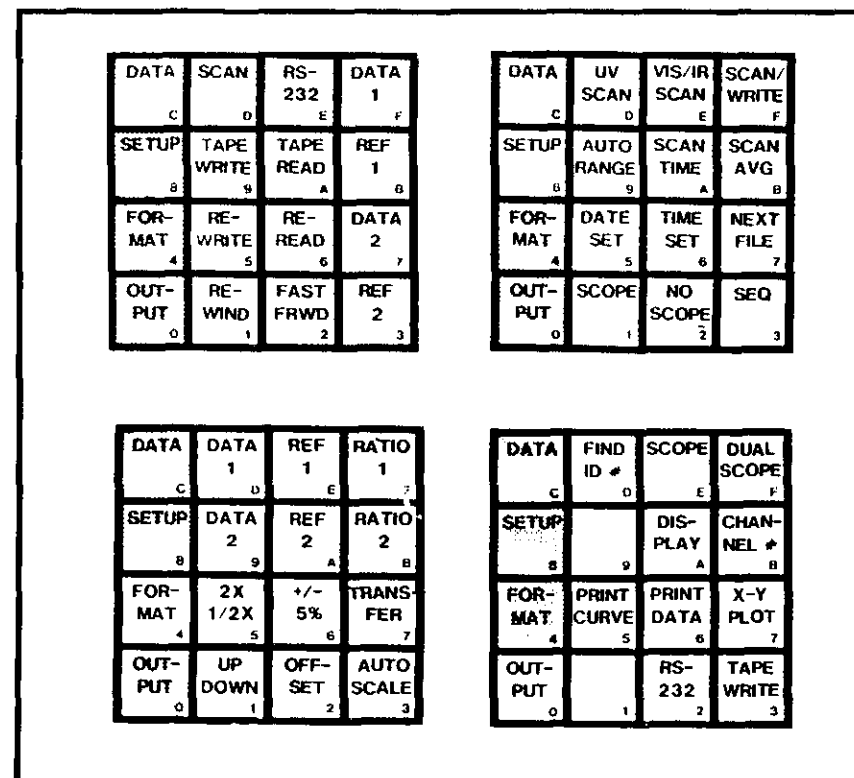 DATA SCAN RS- DATA
232 1
C D E F
SETUP TAPE TAPE REF
WRITE READ 1
8 9 A B
FOR- RE- RE- DATA
MAT WRITE READ 2
4 5 6 7
OUT- RE- FAST REF
PUT WIND FRWD 2
0 1 2 3
DATA UV VIS/IR SCAN/
SCAN SCAN WRITE
C D E F
SETUP AUTO SCAN SCAN
RANGE TIME AVG
8 9 A B
FOR- DATE TIME NEXT
MAT SET SET FILE
4 5 6 7
OUT- SCOPE NO SEQ
PUT SCOPE
0 1 2 3
DATA DATA REF RATIO
1 1 1
C D E F
SETUP DATA REF RATIO
2 2 2
8 9 A B
FOR- 2X +/- TRANS-
MAT 1/2X 5% FER
4 5 6 7
OUT- UP OFF- AUTO
PUT DOWN SET SCALE
0 1 2 3
DATA FIND SCOPE DUAL
ID # SCOPE
C D E F
SETUP DIS- CHAN-
PLAY NEL #
8 9 A B
FOR- PRINT PRINT X-Y
MAT CURVE DATA PLOT
4 5 6 7
OUT- RS- TAPE
PUT 232 WRITE
0 1 2 3